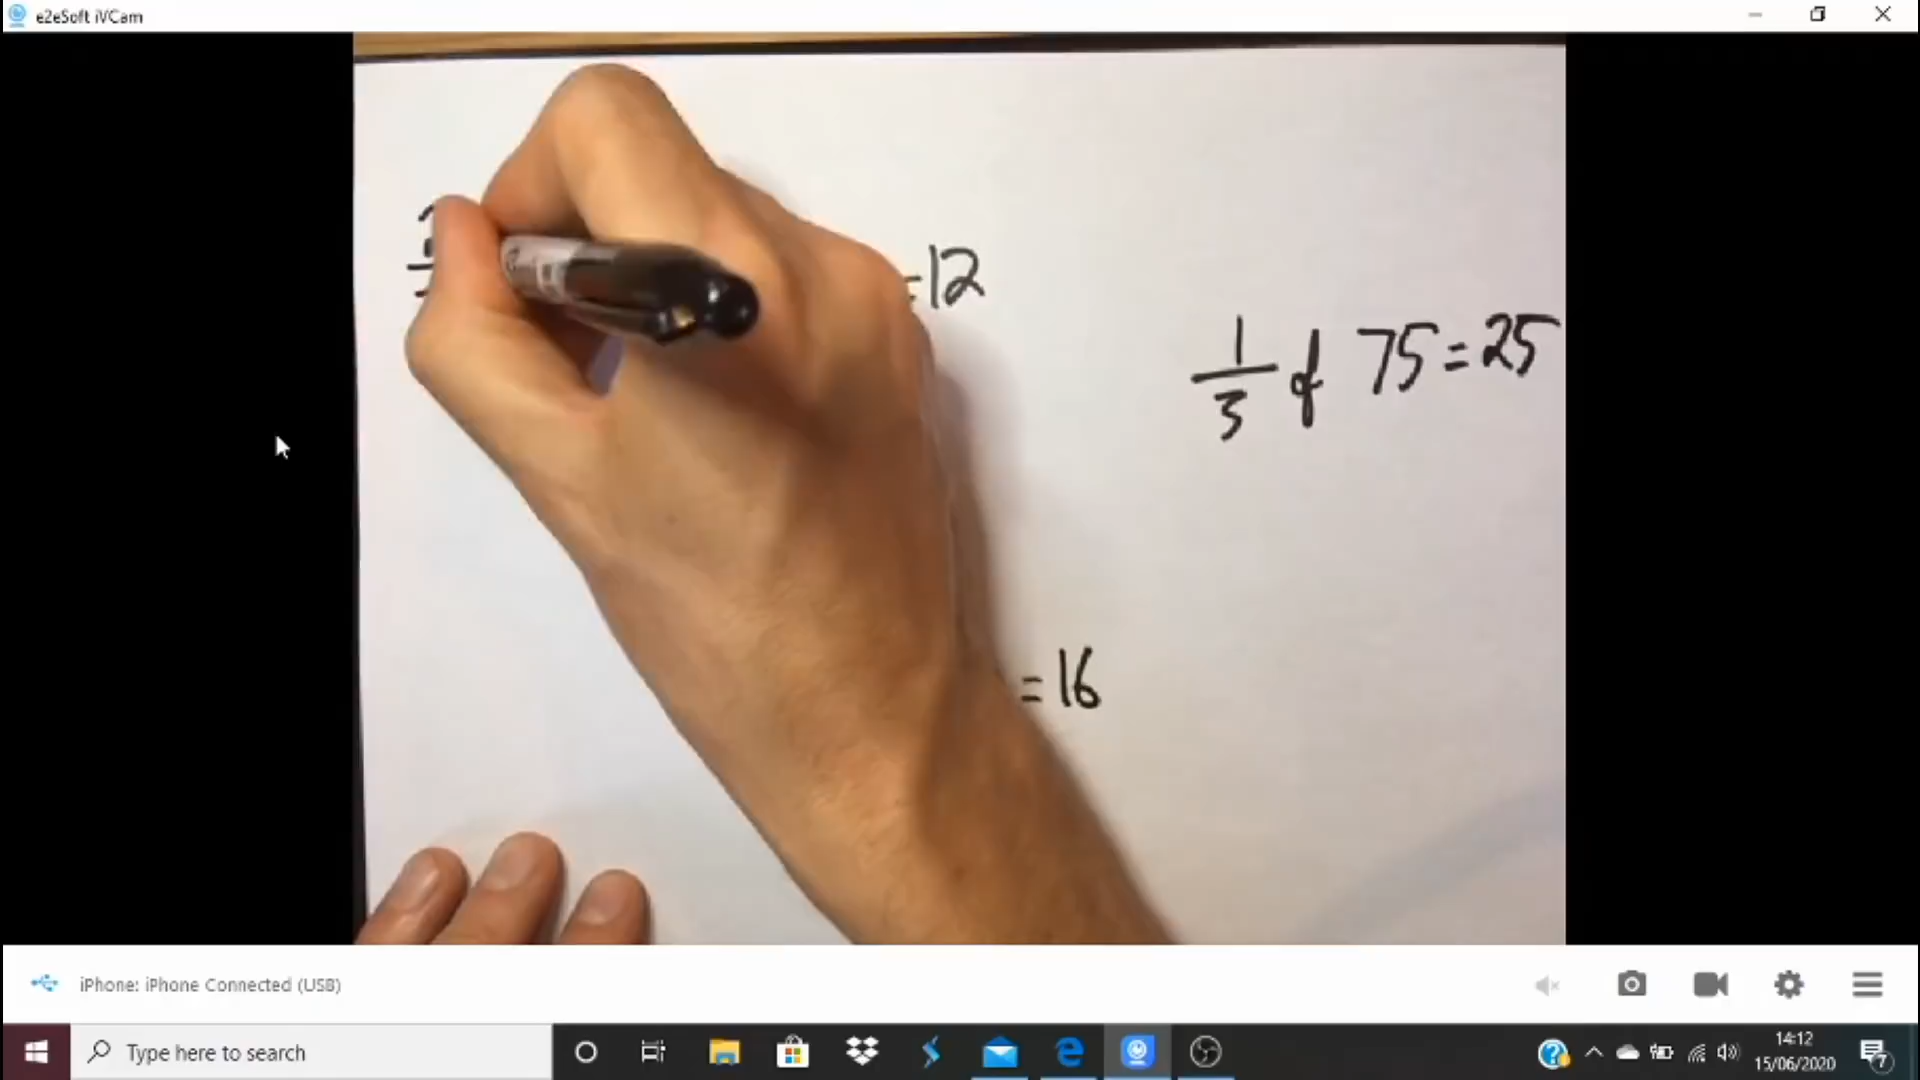 e2eSoft iVCam
=12
1/3 of 75=25
=16
iPhone: iPhone Connected (USB)
Type here to search
14:12
15/06/2020
7